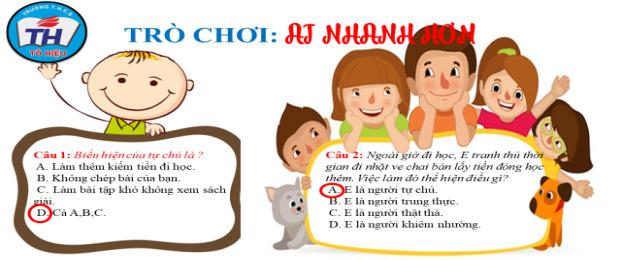 TRƯỜNG T.H.C.S
TH
TÔ HIỆU
TRÒ CHƠI: AI NHANH HƠN
Câu 1: Biểu hiện của tự chủ là ?
A. Làm thêm kiếm tiền đi học.
B. Không chép bài của bạn.
C. Làm bài tập khó không xem sách
giải.
D. Cả A,B,C.
Câu 2: Ngoài giờ đi học, E tranh thủ thời
gian đi nhặt ve chai bán lấy tiền đóng học
thêm. Việc làm đó thể hiện điều gì?
A. E là người tự chủ.
B. E là người trung thực.
C. E là người thật thà.
D. E là người khiêm nhường.